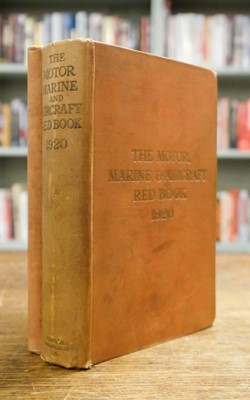 THE
MOTOR
MARINE
AND
AIRCRAFT
RED BOOK
1920
THE MOTOR,
MARINE & AIRCRAFT
RED BOOK
1920